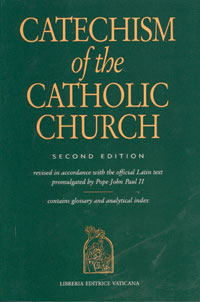 CATECHISM
of the
CATHOLIC
CHURCH
SECOND EDITION
revised in accordance with the official Latin text
promulgated by Pope John Paul II
contains glossary and analytical index
LIBRERIA EDITRICE VATICANA